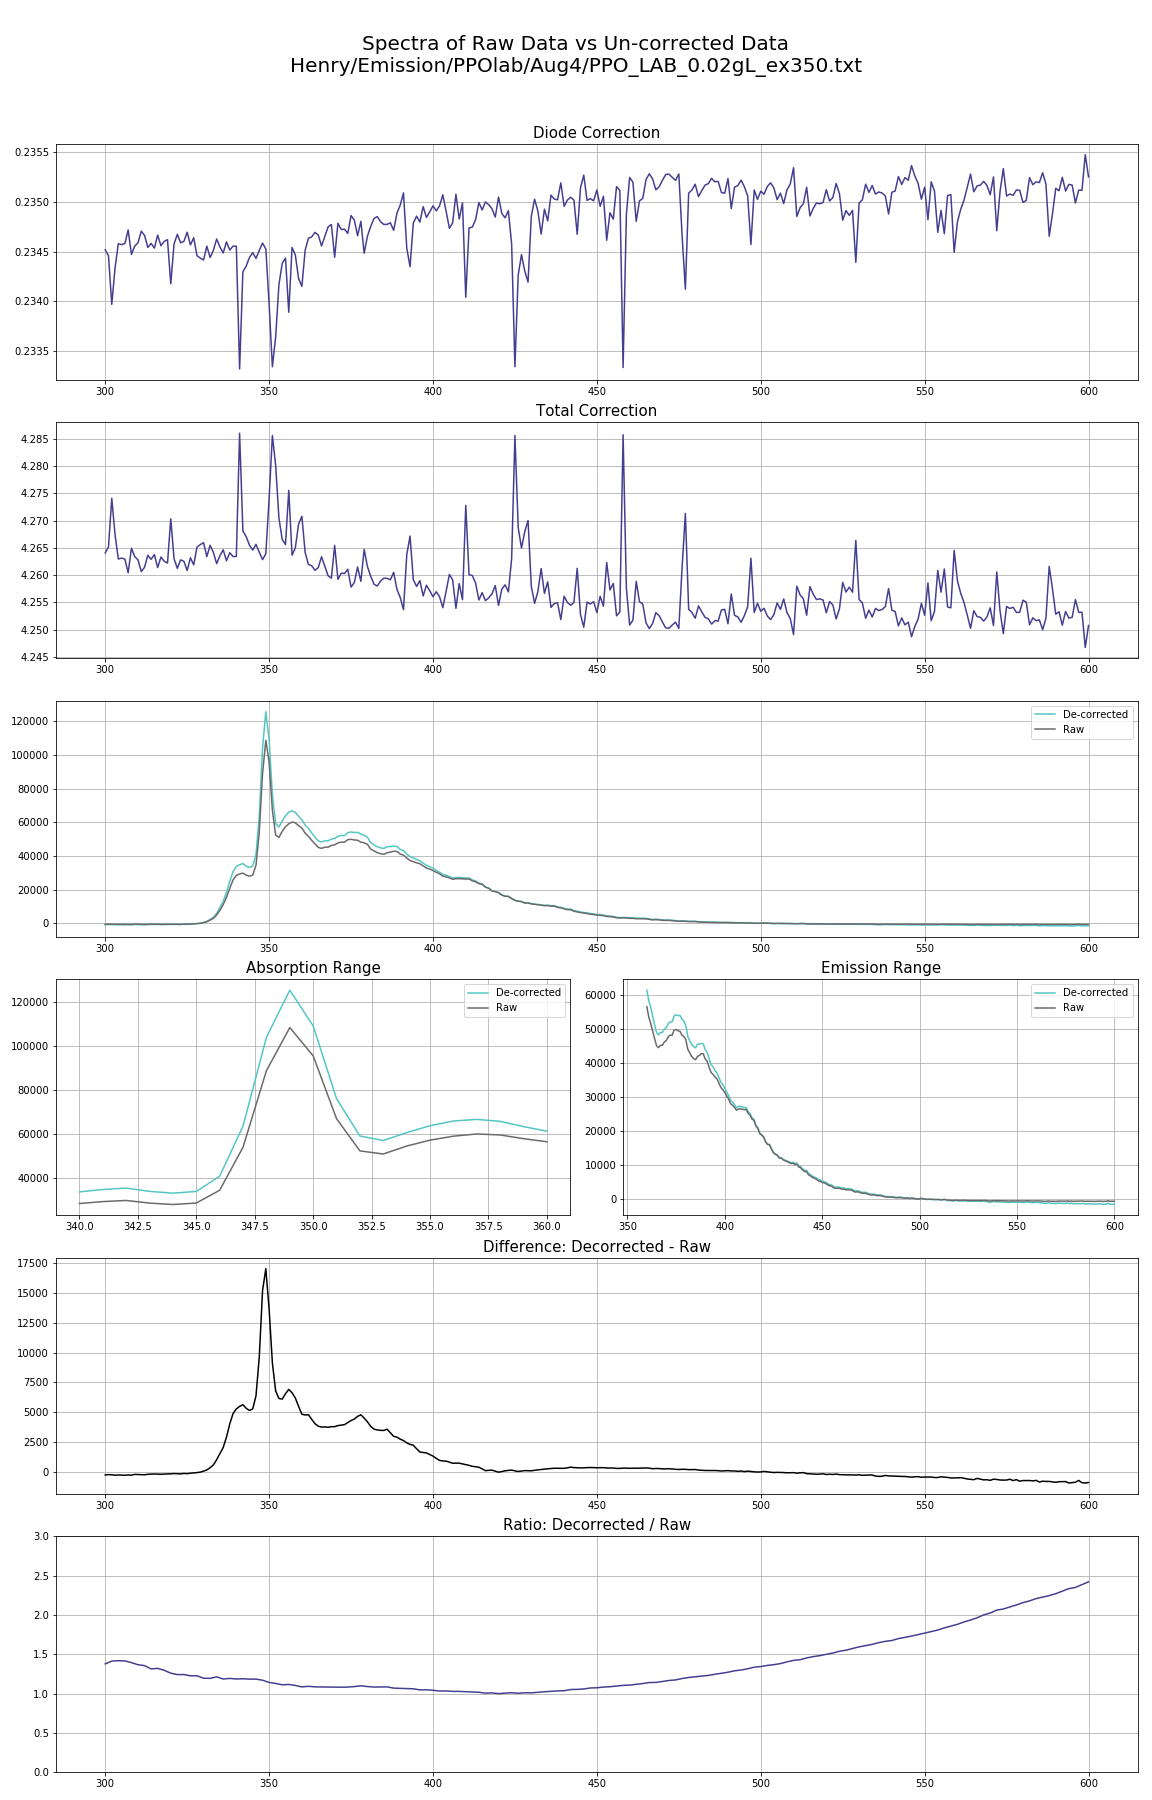 Spectra of Raw Data vs Un-corrected Data
Henry/Emission/PPOlab/Aug4/PPO_LAB_0.02gL_ex350.txt
Diode Correction
0.2355
0.2350
0.2345
0.2340
0.2335
300 350 400 450 500 550 600
Total Correction
4.285
4.280
4.275
4.270
4.265
4.260
4.255
4.250
4.245
300 350 400 450 500 550 600
De-corrected
Raw
120000
100000
80000
60000
40000
20000
0
300 350 400 450 500 550 600
Absorption Range
De-corrected
Raw
120000
100000
80000
60000
40000
340.0 342.5 345.0 347.5 350.0 352.5 355.0 357.5 360.0
Emission Range
De-corrected
Raw
60000
50000
40000
30000
20000
10000
0
350 400 450 500 550 600
Difference: Decorrected - Raw
17500
15000
12500
10000
7500
5000
2500
0
300 350 400 450 500 550 600
Ratio: Decorrected / Raw
3.0
2.5
2.0
1.5
1.0
0.5
0.0
300 350 400 450 500 550 600